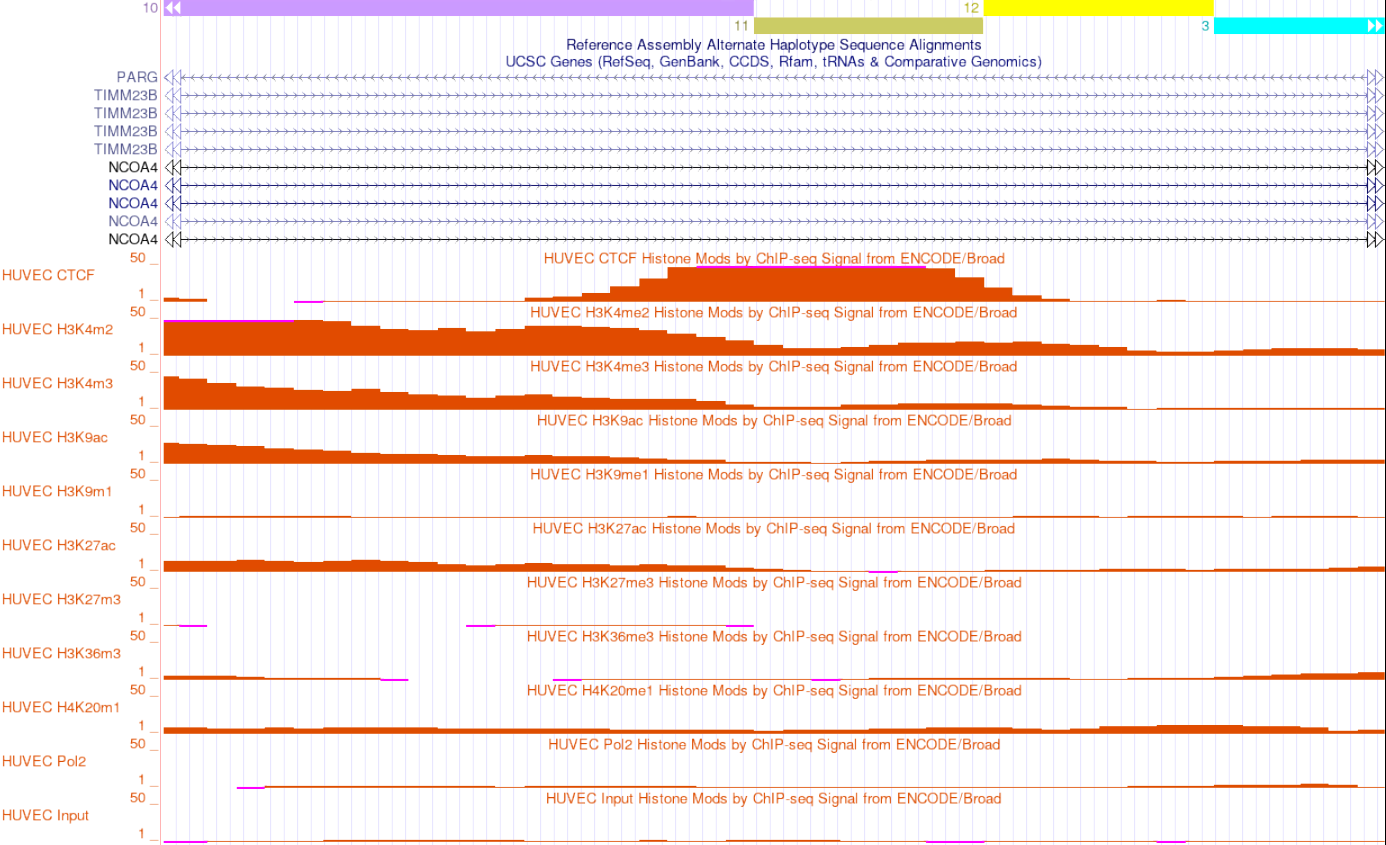 10
12
11
3
Reference Assembly Alternate Haplotype Sequence Alignments
UCSC Genes (RefSeq, GenBank, CCDS, Rfam, tRNAs & Comparative Genomics)
PARG
TIMM23B
TIMM23B
TIMM23B
TIMM23B
NCOA4
NCOA4
NCOA4
NCOA4
NCOA4
50 _ HUVEC CTCF Histone Mods by ChIP-seq Signal from ENCODE/Broad
HUVEC CTCF
1 _
50 _ HUVEC H3K4me2 Histone Mods by ChIP-seq Signal from ENCODE/Broad
HUVEC H3K4m2
1 _
50 _ HUVEC H3K4me3 Histone Mods by ChIP-seq Signal from ENCODE/Broad
HUVEC H3K4m3
1 _
50 _ HUVEC H3K9ac Histone Mods by ChIP-seq Signal from ENCODE/Broad
HUVEC H3K9ac
1 _
50 _ HUVEC H3K9me1 Histone Mods by ChIP-seq Signal from ENCODE/Broad
HUVEC H3K9m1
1 _
50 _ HUVEC H3K27ac Histone Mods by ChIP-seq Signal from ENCODE/Broad
HUVEC H3K27ac
1 _
50 _ HUVEC H3K27me3 Histone Mods by ChIP-seq Signal from ENCODE/Broad
HUVEC H3K27m3
1 _
50 _ HUVEC H3K36me3 Histone Mods by ChIP-seq Signal from ENCODE/Broad
HUVEC H3K36m3
1 _
50 _ HUVEC H4K20me1 Histone Mods by ChIP-seq Signal from ENCODE/Broad
HUVEC H4K20m1
1 _
50 _ HUVEC Pol2 Histone Mods by ChIP-seq Signal from ENCODE/Broad
HUVEC Pol2
1 _
50 _ HUVEC Input Histone Mods by ChIP-seq Signal from ENCODE/Broad
HUVEC Input
1 _